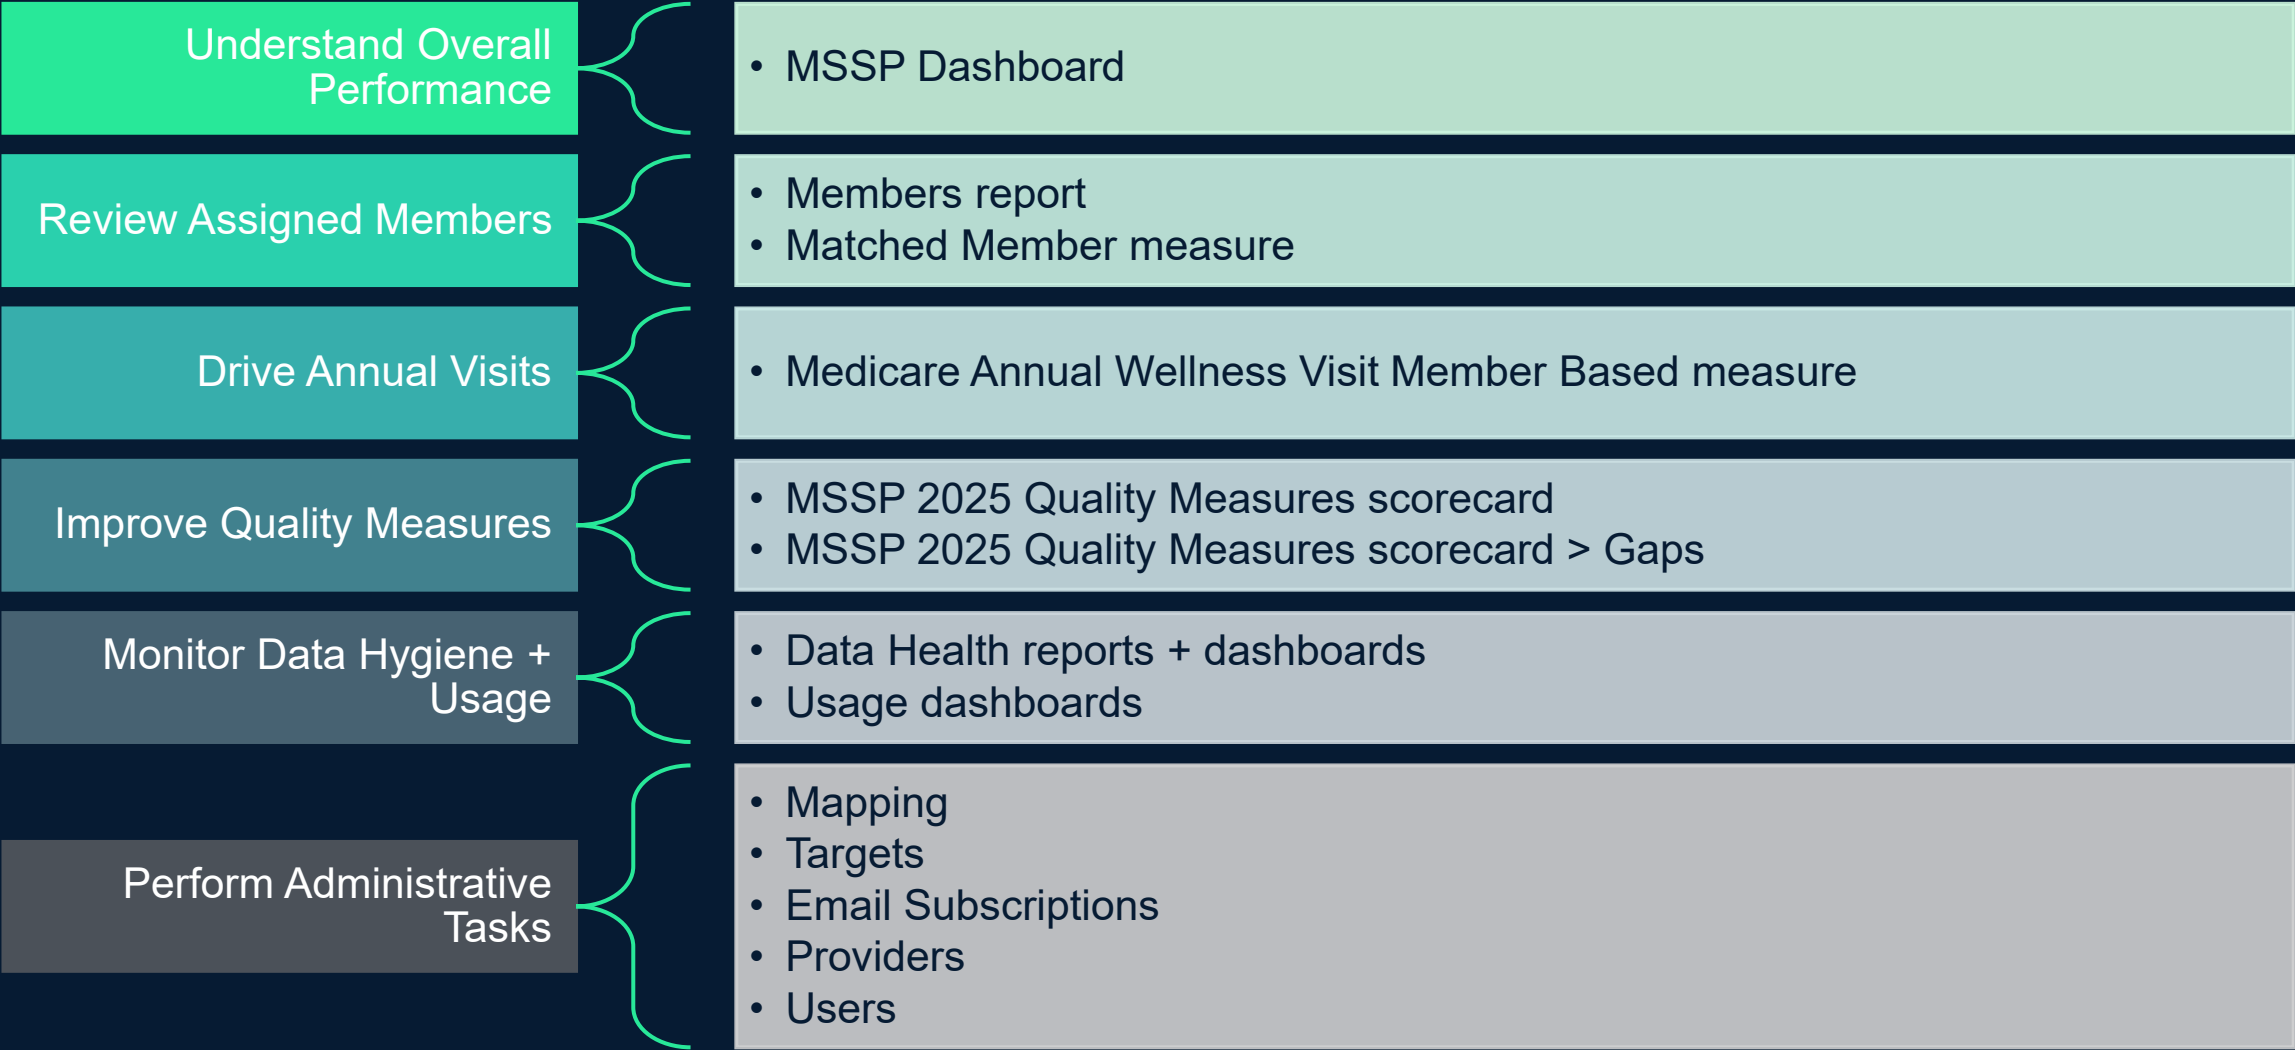 Understand Overall
Performance
• MSSP Dashboard
Review Assigned Members
• Members report
• Matched Member measure
Drive Annual Visits
• Medicare Annual Wellness Visit Member Based measure
Improve Quality Measures
• MSSP 2025 Quality Measures scorecard
• MSSP 2025 Quality Measures scorecard > Gaps
Monitor Data Hygiene +
Usage
• Data Health reports + dashboards
• Usage dashboards
Perform Administrative
Tasks
• Mapping
• Targets
• Email Subscriptions
• Providers
• Users